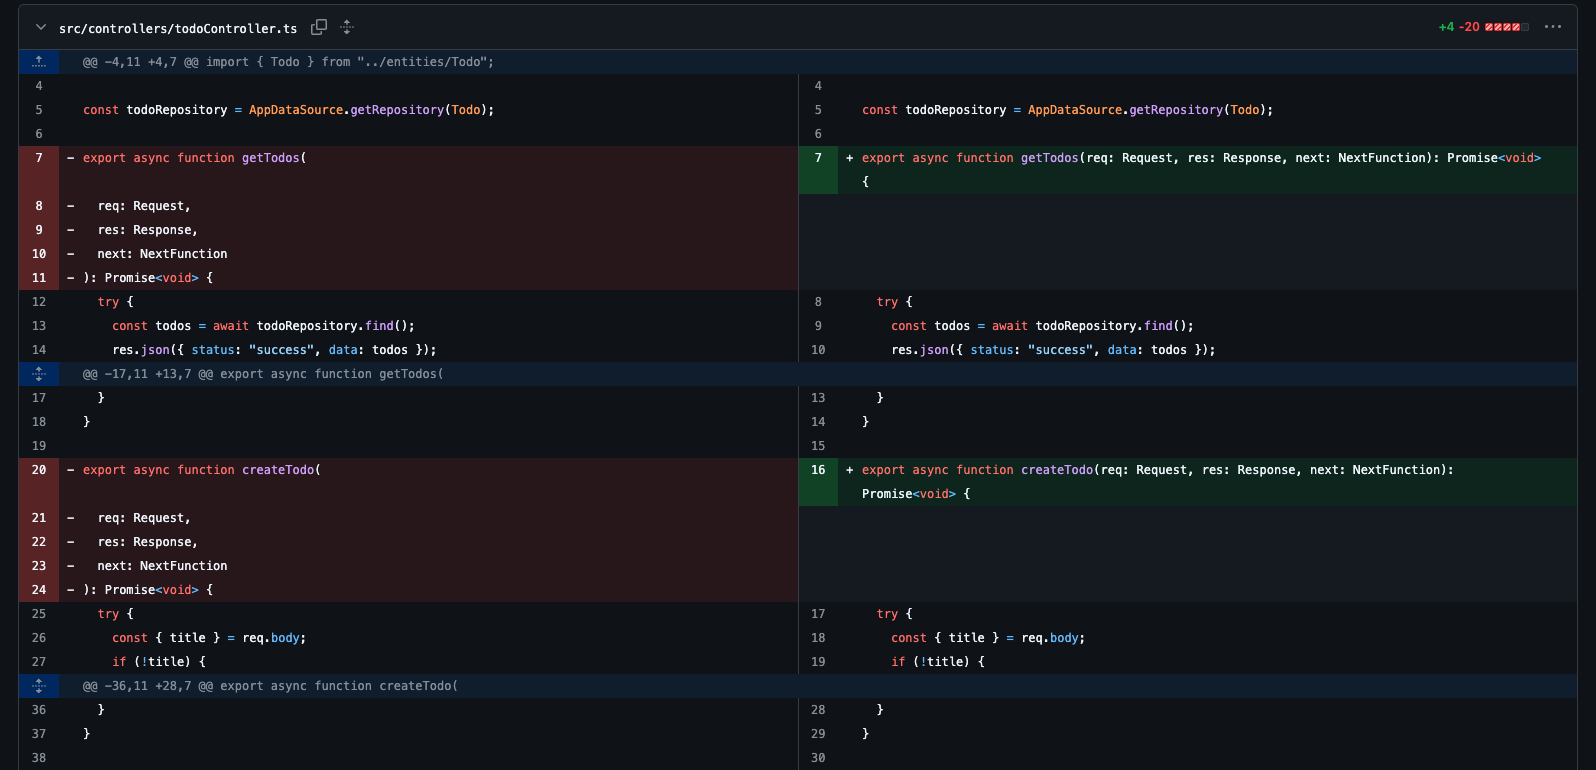 src/controllers/todoController.ts +4 -20
@@ -4,11 +4,7 @@ import { Todo } from "../entities/Todo";
4 4
5 const todoRepository = AppDataSource.getRepository(Todo); 5 const todoRepository = AppDataSource.getRepository(Todo);
6 6
7 - export async function getTodos( 7 + export async function getTodos(req: Request, res: Response, next: NextFunction): Promise<void>
{
8 - req: Request,
9 - res: Response,
10 - next: NextFunction
11 - ): Promise<void> {
12 try { 8 try {
13 const todos = await todoRepository.find(); 9 const todos = await todoRepository.find();
14 res.json({ status: "success", data: todos }); 10 res.json({ status: "success", data: todos });
@@ -17,11 +13,7 @@ export async function getTodos(
17 } 13 }
18 } 14 }
19 15
20 - export async function createTodo( 16 + export async function createTodo(req: Request, res: Response, next: NextFunction):
Promise<void> {
21 - req: Request,
22 - res: Response,
23 - next: NextFunction
24 - ): Promise<void> {
25 try { 17 try {
26 const { title } = req.body; 18 const { title } = req.body;
27 if (!title) { 19 if (!title) {
@@ -36,11 +28,7 @@ export async function createTodo(
36 } 28 }
37 } 29 }
38 30